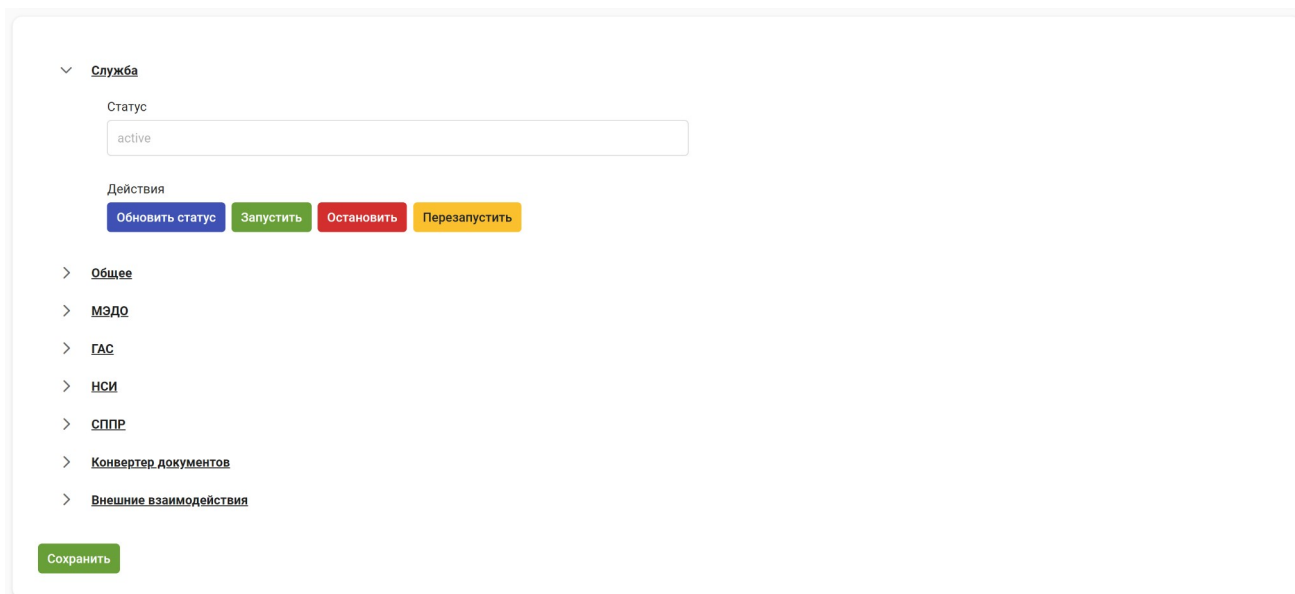 Служба
Статус
active
Действия
Обновить статус Запустить Остановить Перезапустить
Общее
МЭДО
ГАС
НСИ
СППР
Конвертер документов
Внешние взаимодействия
Сохранить